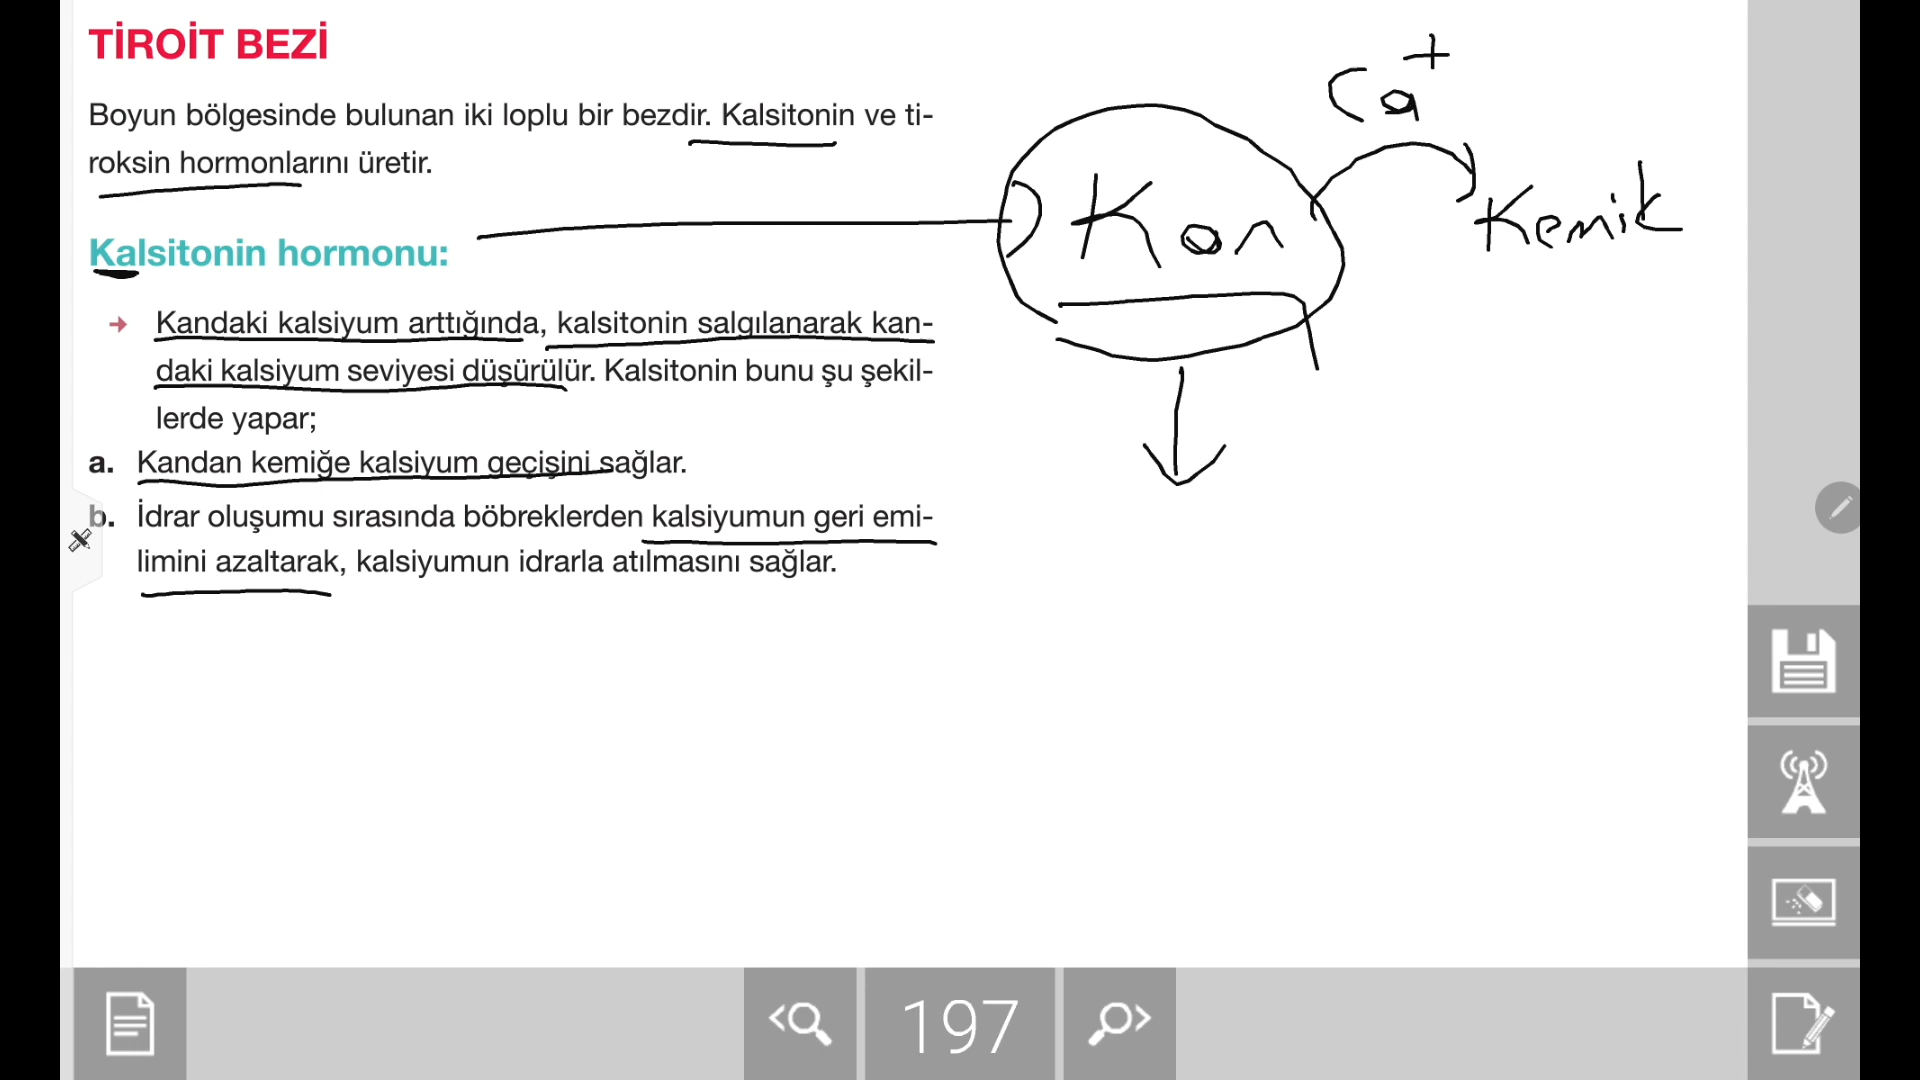 TİROİT BEZİ
Boyun bölgesinde bulunan iki loplu bir bezdir. Kalsitonin ve ti-
roksin hormonlarını üretir.
Kalsitonin hormonu:
→ Kandaki kalsiyum arttığında, kalsitonin salgılanarak kan-
daki kalsiyum seviyesi düşürülür. Kalsitonin bunu şu şekil-
lerde yapar;
a. Kandan kemiğe kalsiyum geçişini sağlar.
b. İdrar oluşumu sırasında böbreklerden kalsiyumun geri emi-
limini azaltarak, kalsiyumun idrarla atılmasını sağlar.
Ca+
Kan
Kemik
197